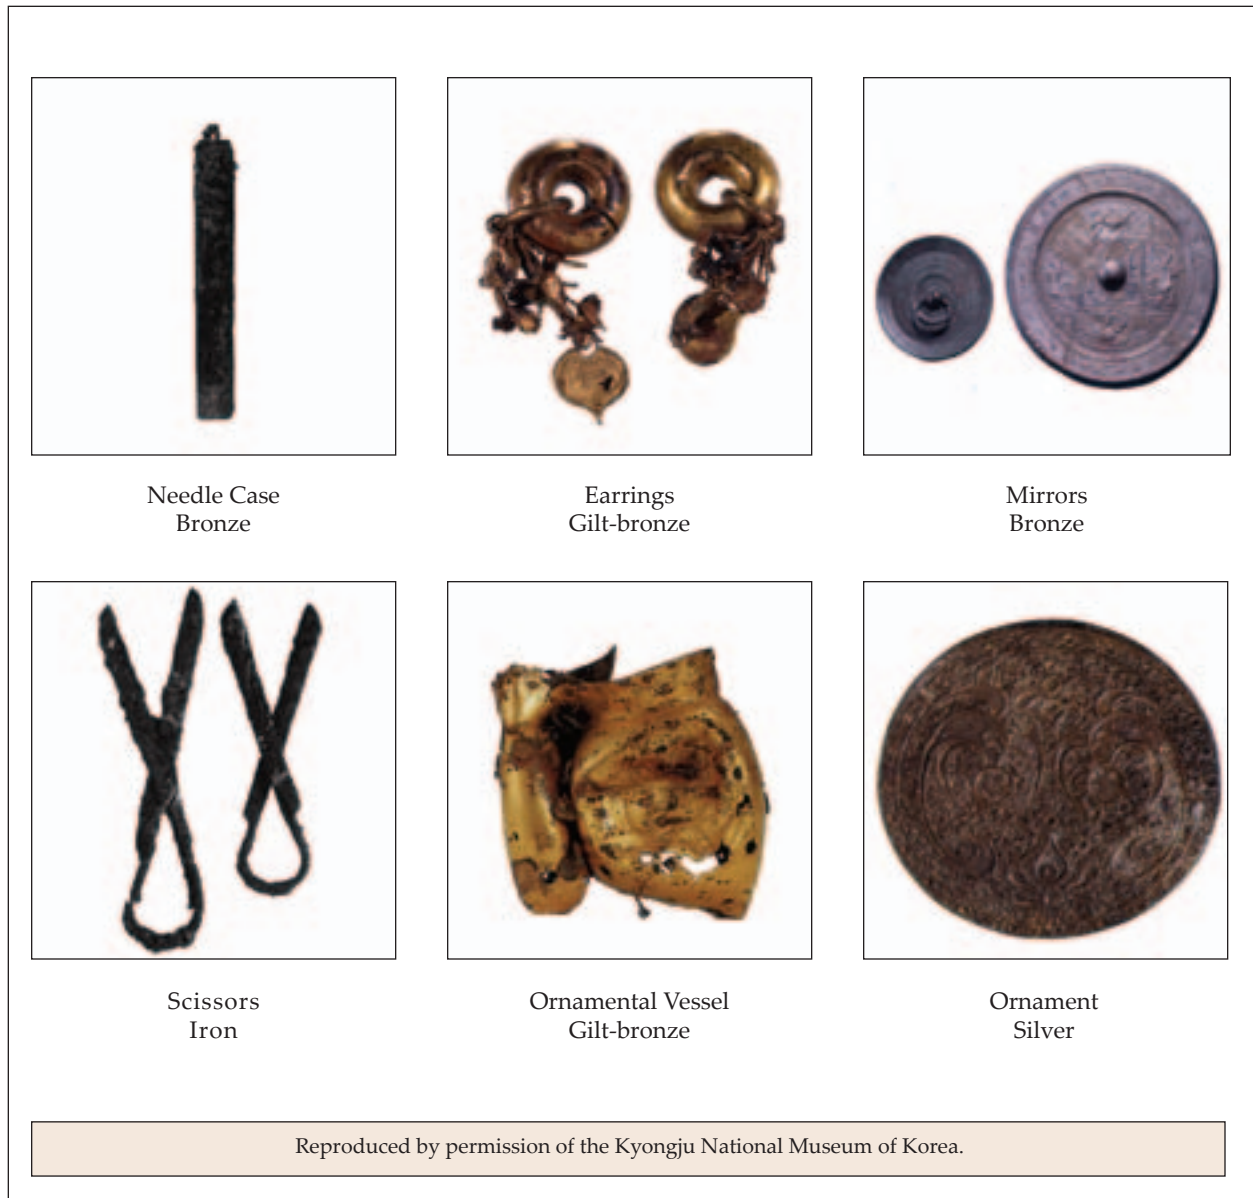 Needle Case
Bronze
Earrings
Gilt-bronze
Mirrors
Bronze
Scissors
Iron
Ornamental Vessel
Gilt-bronze
Ornament
Silver
Reproduced by permission of the Kyongju National Museum of Korea.